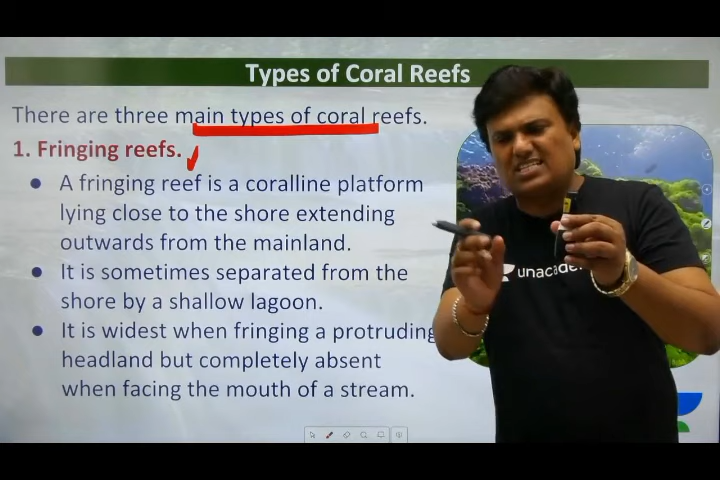 Types of Coral Reefs
There are three main types of coral reefs.
1. Fringing reefs.
● A fringing reef is a coralline platform
lying close to the shore extending
outwards from the mainland.
● It is sometimes separated from the
shore by a shallow lagoon.
● It is widest when fringing a protruding
headland but completely absent
when facing the mouth of a stream.